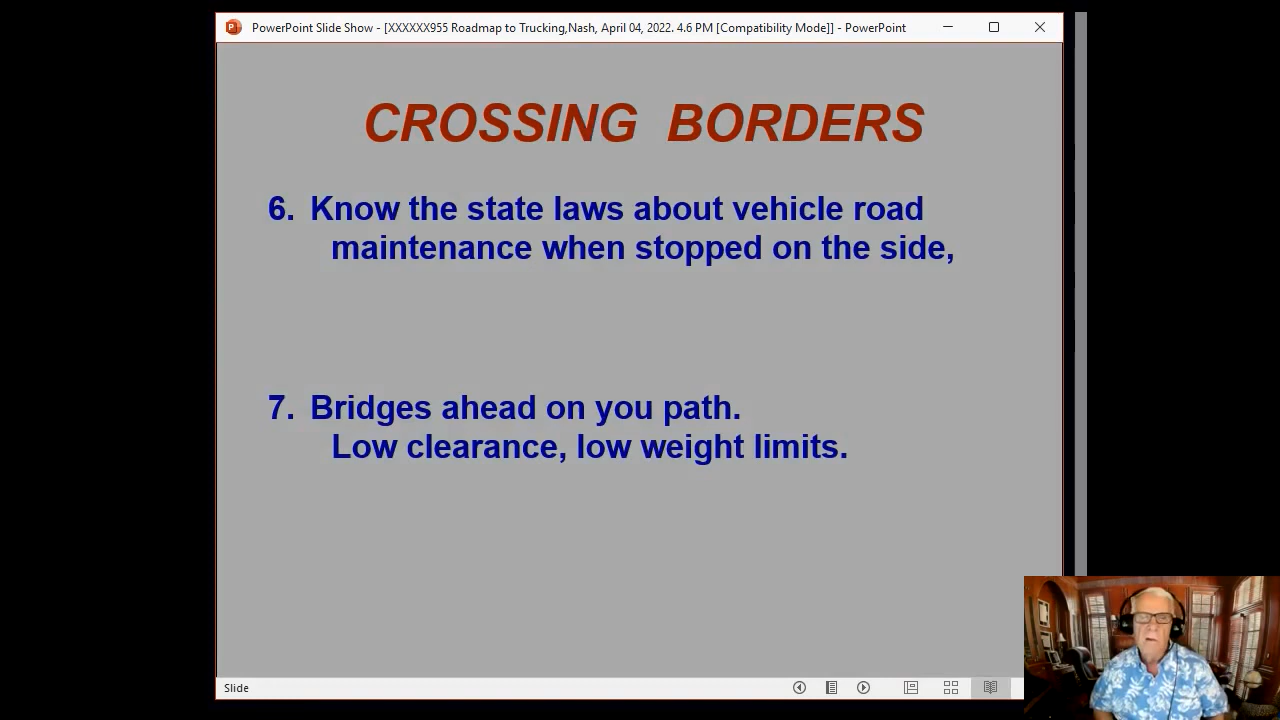 PowerPoint Slide Show - [XXXXXX955 Roadmap to Trucking,Nash, April 04, 2022. 4.6 PM [Compatibility Mode]] - PowerPoint
CROSSING BORDERS
6. Know the state laws about vehicle road
maintenance when stopped on the side,
7. Bridges ahead on you path.
Low clearance, low weight limits.
Slide